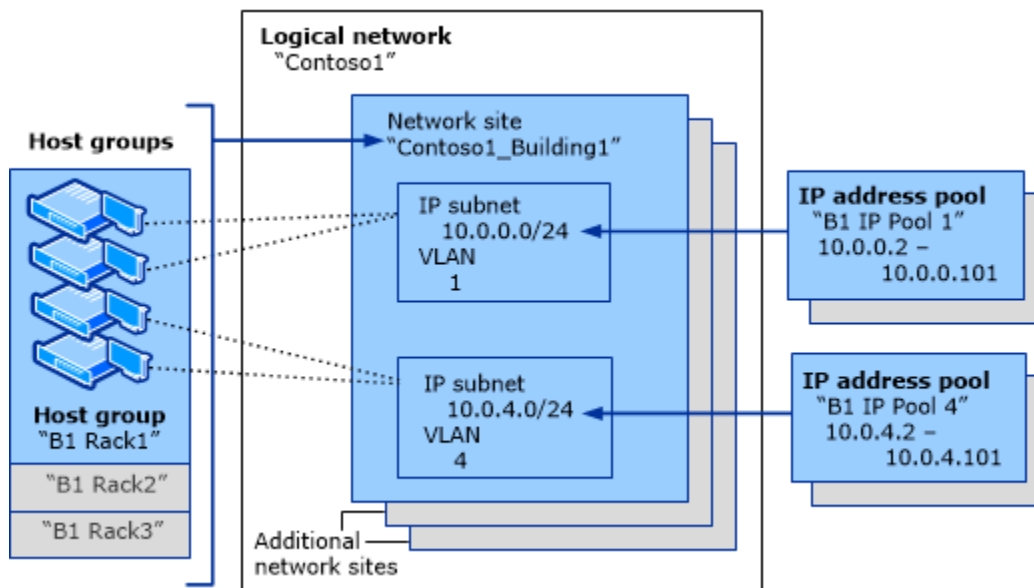 Logical network
“Contoso1”
Host groups
Network site
“Contoso1_Building1”
IP subnet
10.0.0.0/24
VLAN
1
IP address pool
“B1 IP Pool 1”
10.0.0.2 –
10.0.0.101
IP subnet
10.0.4.0/24
VLAN
4
IP address pool
“B1 IP Pool 4”
10.0.4.2 –
10.0.4.101
Host group
“B1 Rack1”
“B1 Rack2”
“B1 Rack3”
Additional
network sites